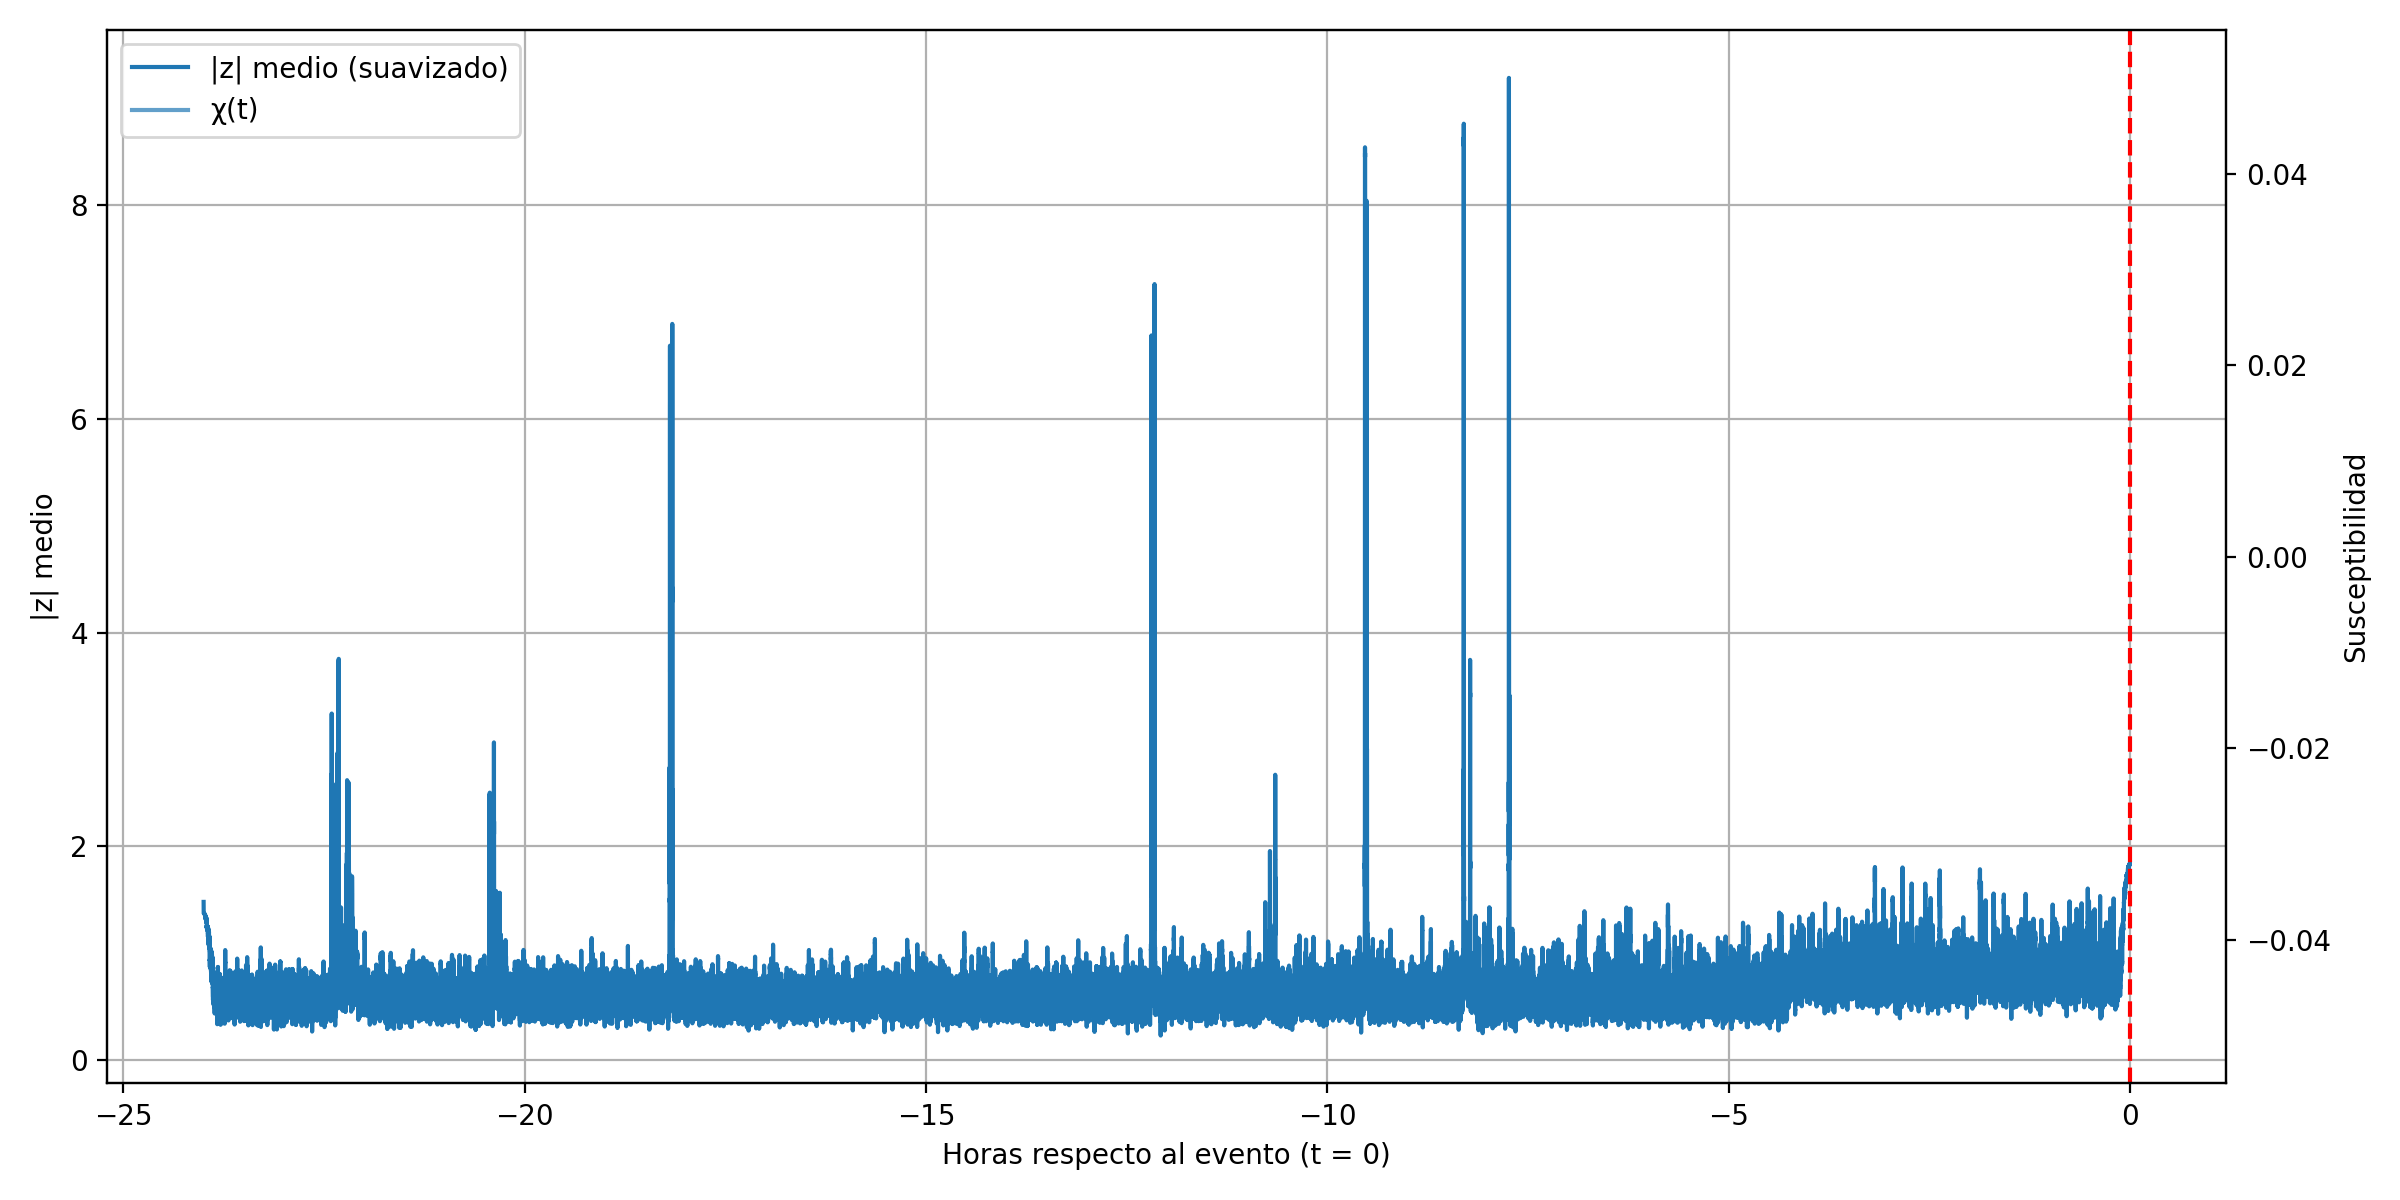 |z| medio (suavizado)
χ(t)
8
6
4
2
0
|z| medio
0.04
0.02
0.00
−0.02
−0.04
Susceptibilidad
−25 −20 −15 −10 −5 0
Horas respecto al evento (t = 0)